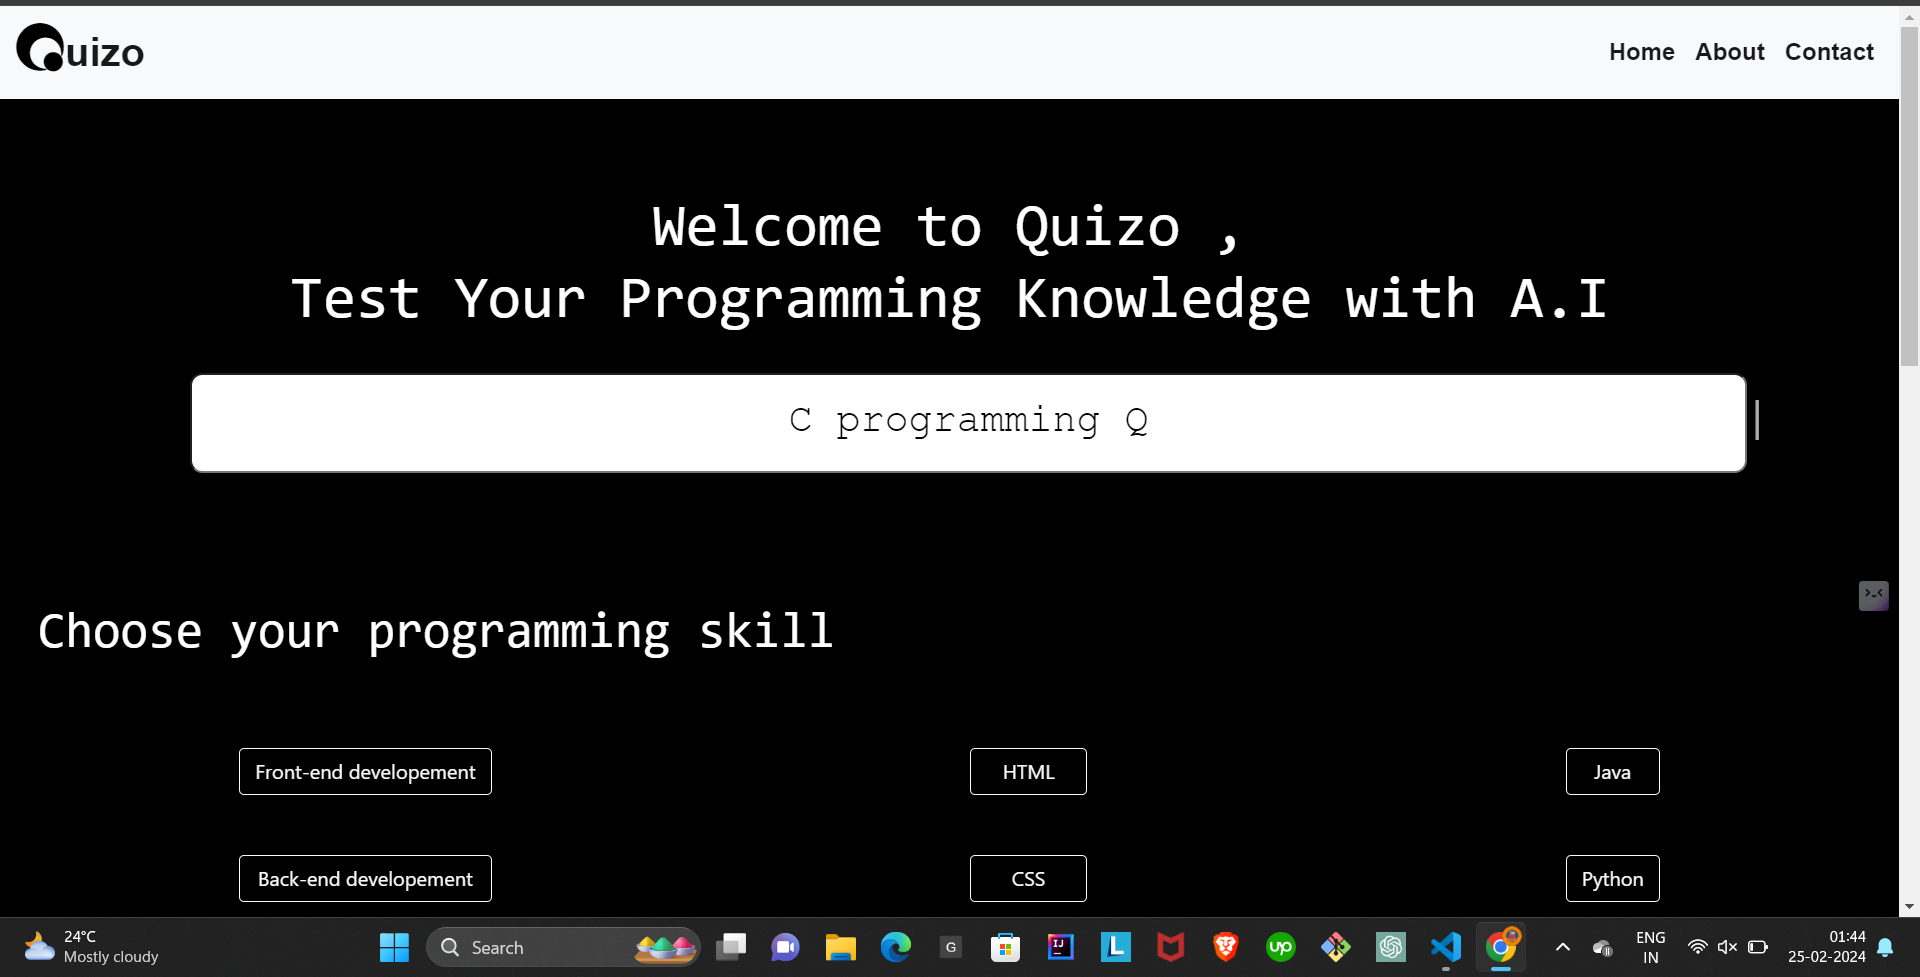 Quizo
Home About Contact
Welcome to Quizo ,
Test Your Programming Knowledge with A.I
C programming Q
Choose your programming skill
Front-end developement HTML Java
Back-end developement CSS Python
24°C
Mostly cloudy
Search
G
IJ
L
up
ENG
IN
01:44
25-02-2024